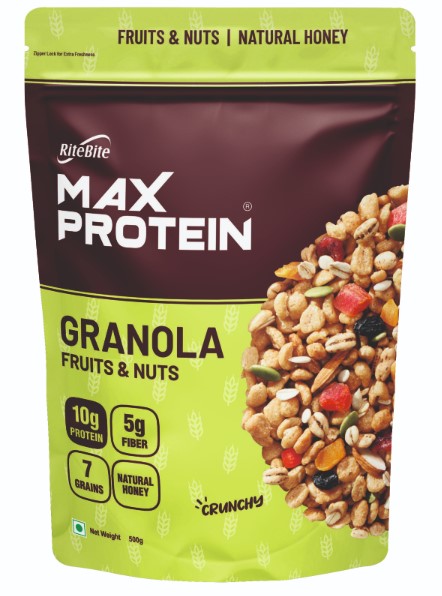 FRUITS & NUTS | NATURAL HONEY
Zipper Lock for Extra Freshness
RiteBite
MAX
PROTEIN ®
GRANOLA
FRUITS & NUTS
10g
PROTEIN
5g
FIBER
7
GRAINS
NATURAL
HONEY
CRUNCHY
Net Weight 500g